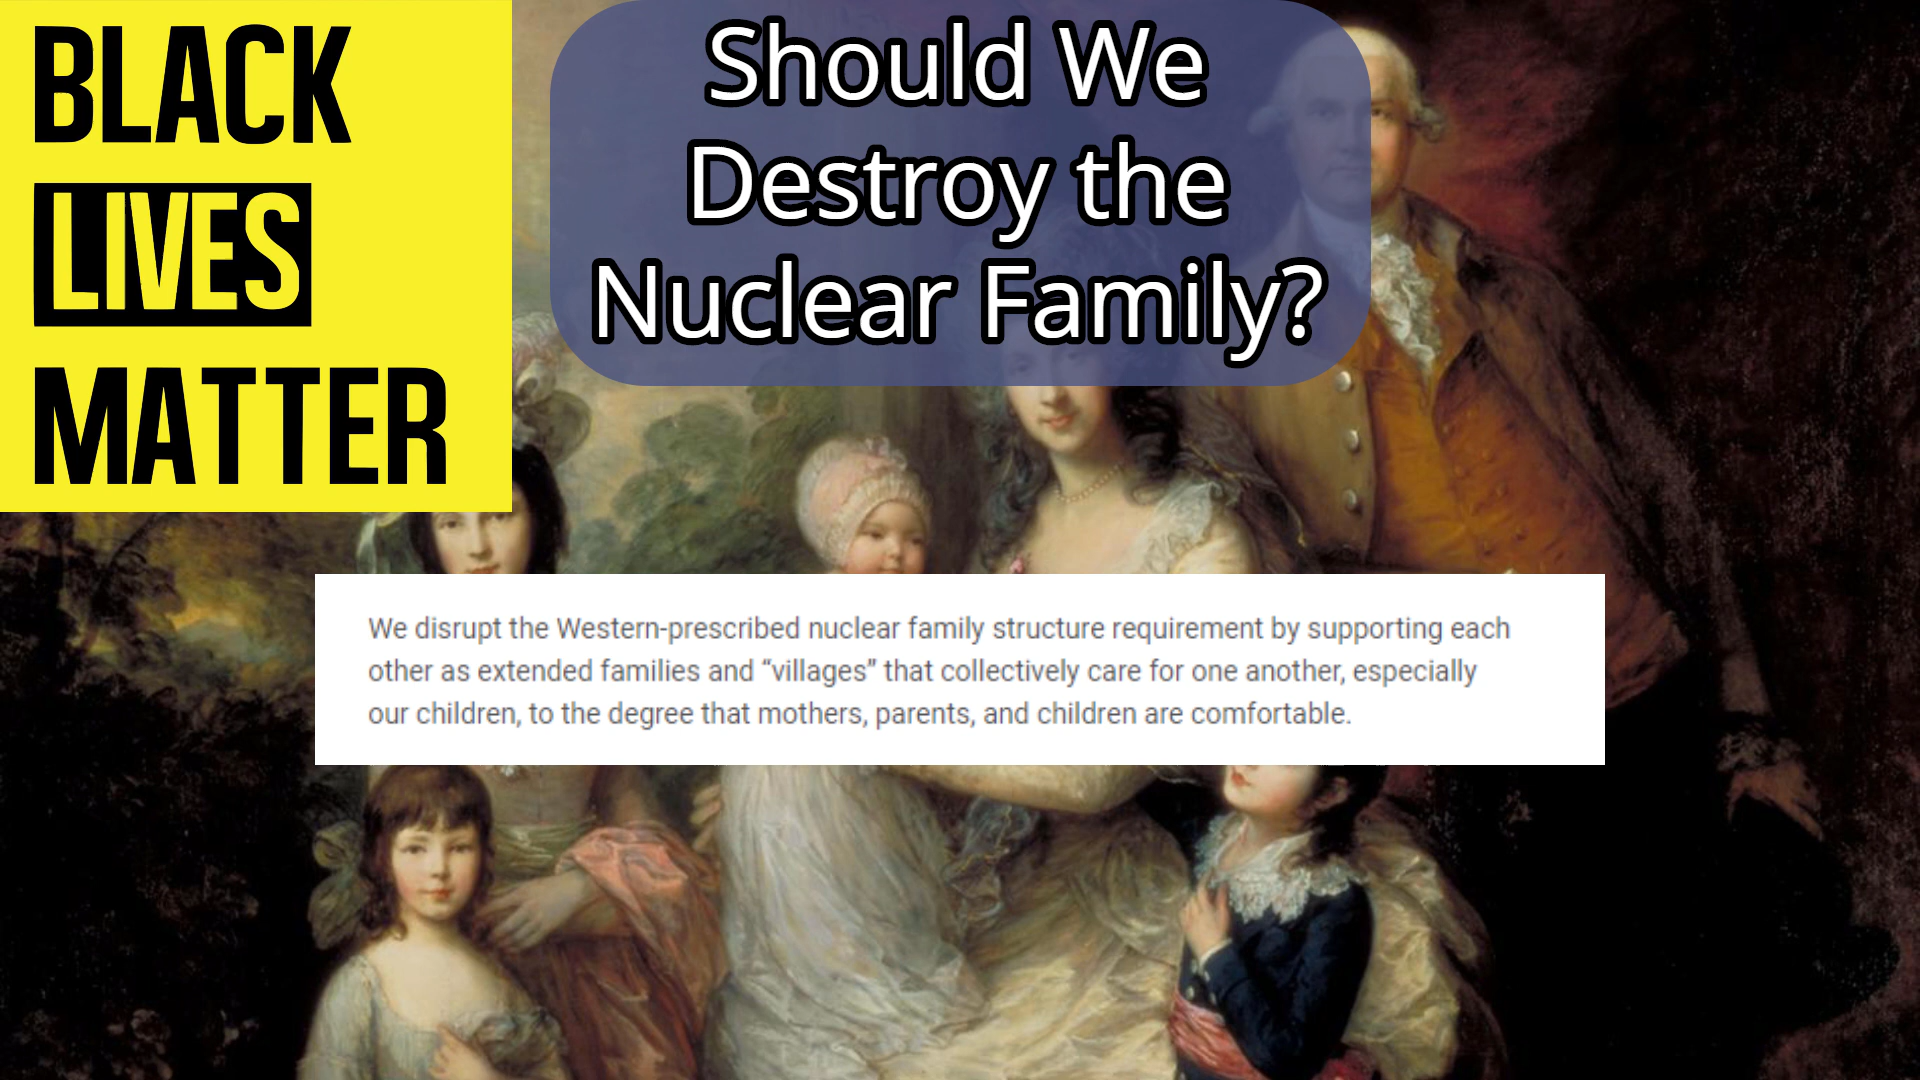 BLACK
LIVES
MATTER
Should We
Destroy the
Nuclear Family?
We disrupt the Western-prescribed nuclear family structure requirement by supporting each
other as extended families and “villages” that collectively care for one another, especially
our children, to the degree that mothers, parents, and children are comfortable.